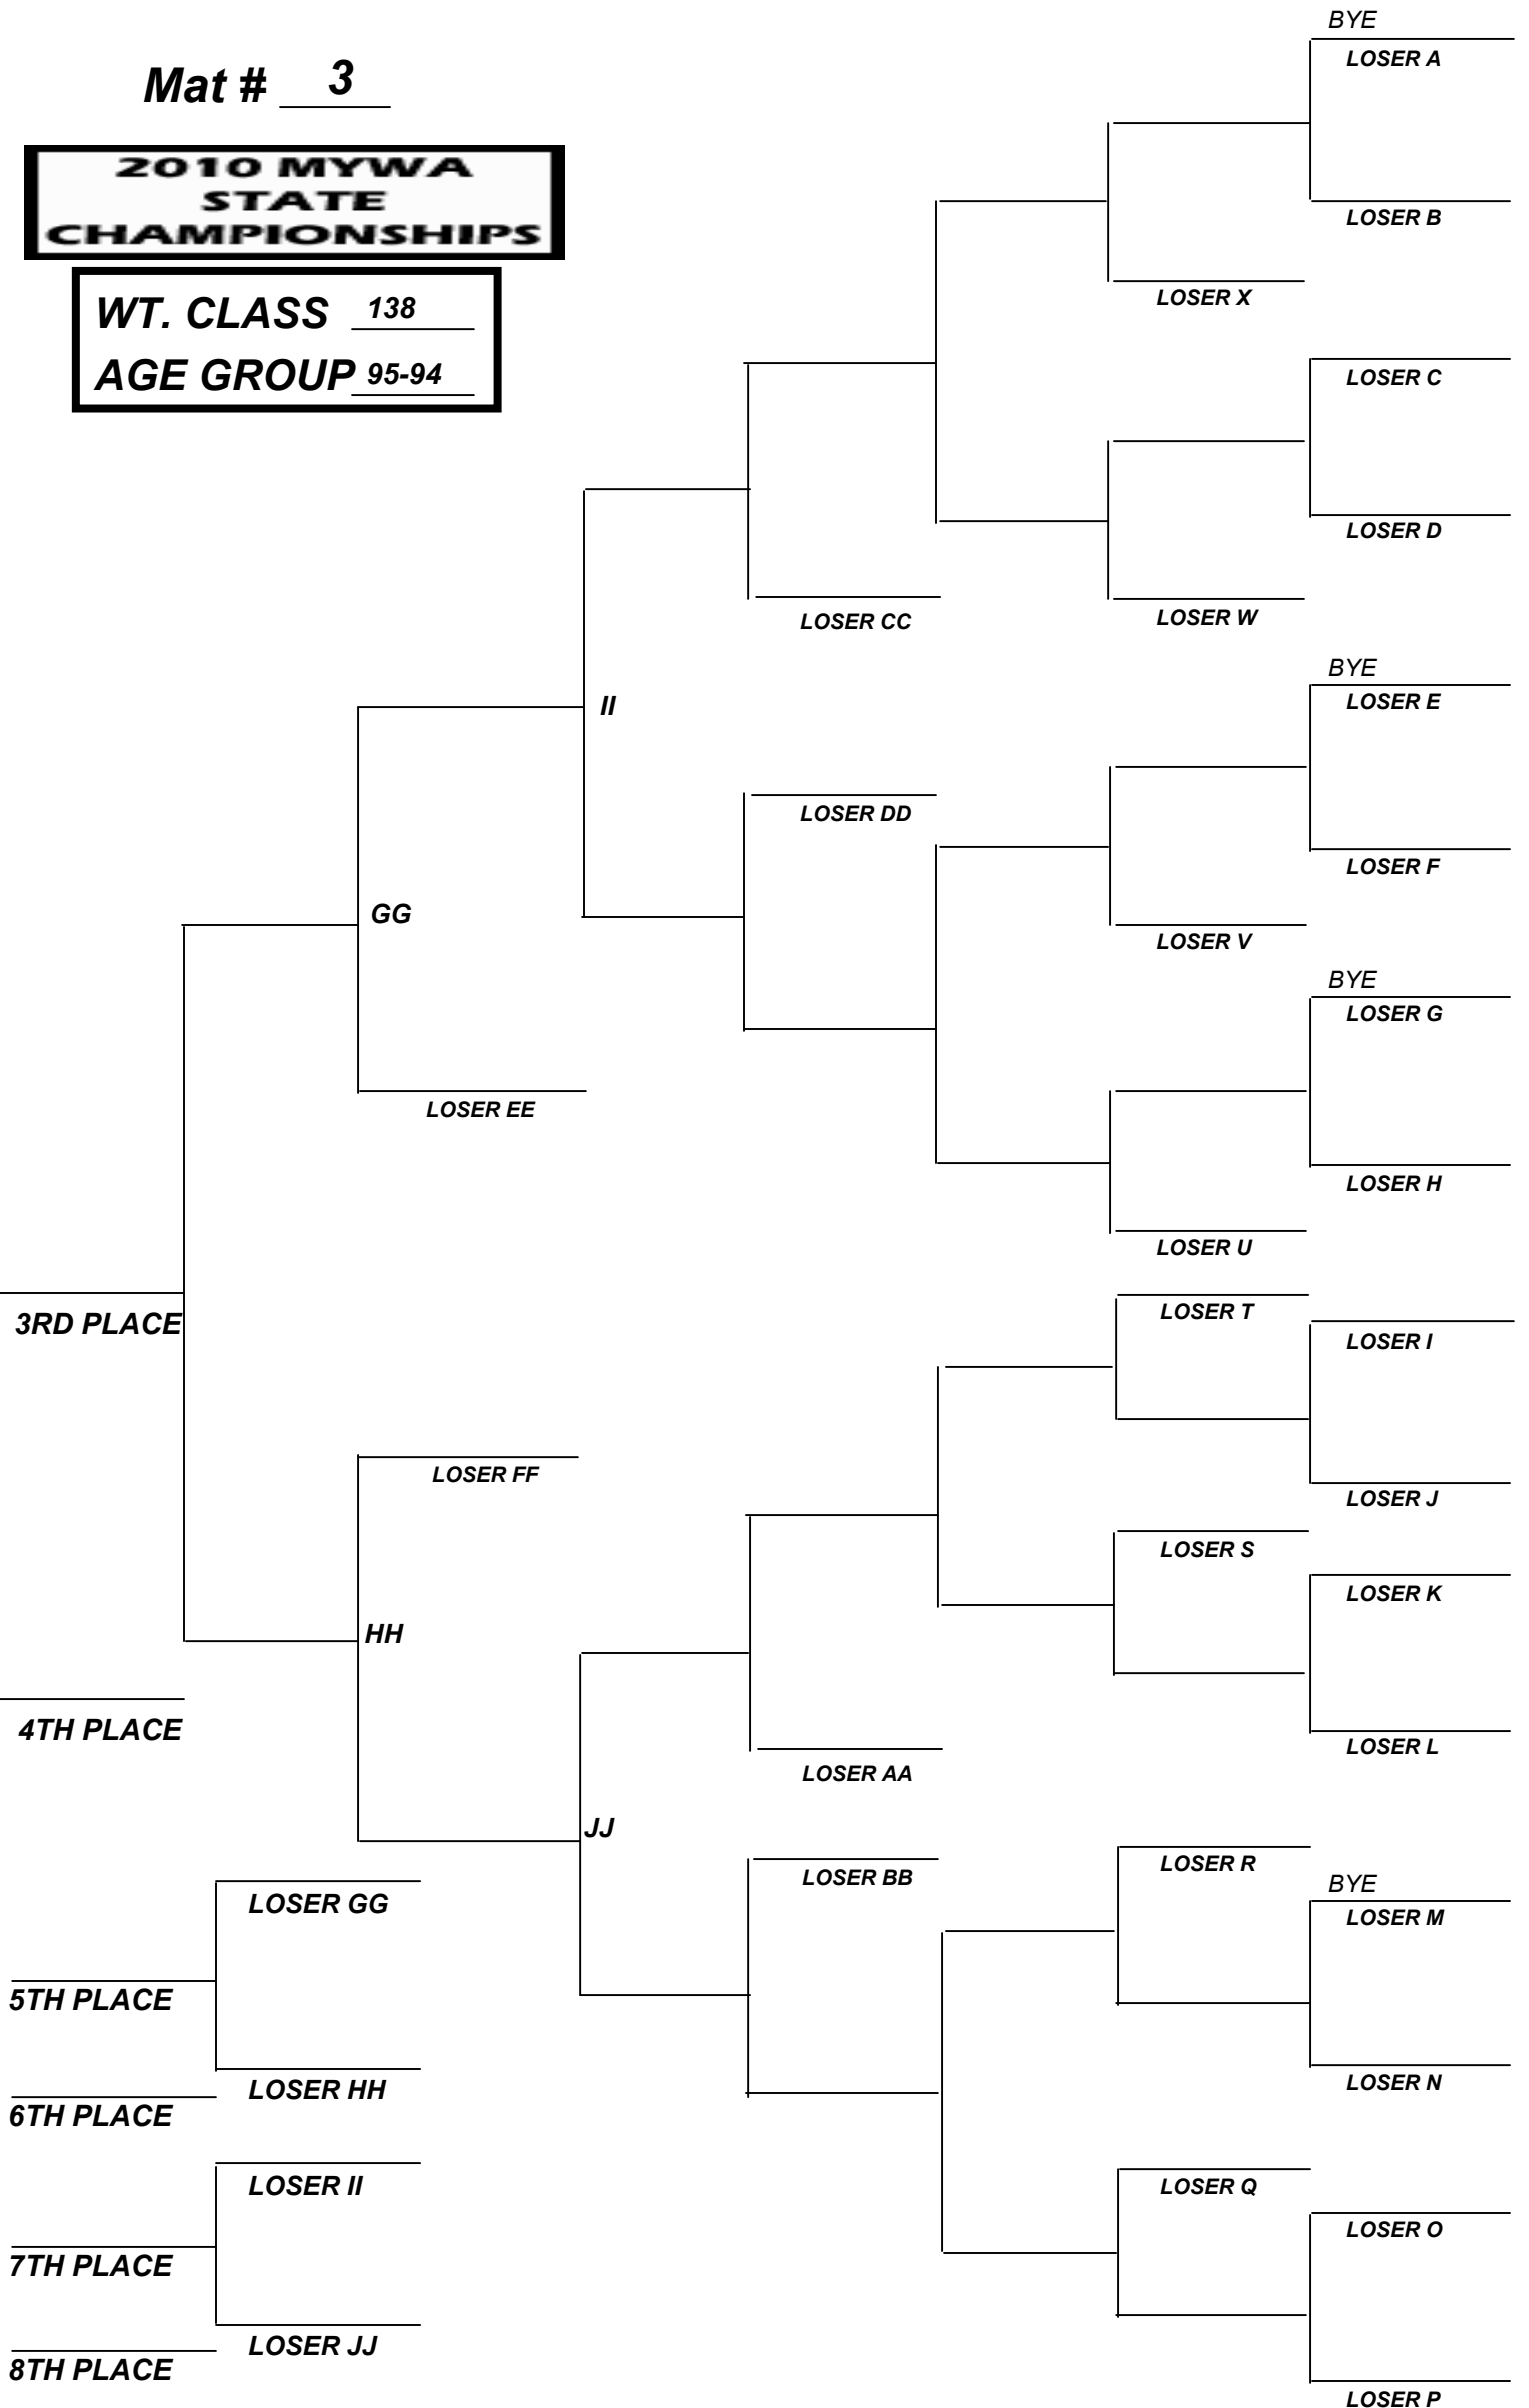 BYE
LOSER A
Mat # 3
2010 MYWA
STATE
CHAMPIONSHIPS
LOSER B
WT. CLASS 138
LOSER X
AGE GROUP 95-94
LOSER C
LOSER D
LOSER CC
LOSER W
BYE
LOSER E
II
LOSER DD
LOSER F
GG
LOSER V
BYE
LOSER G
LOSER EE
LOSER H
LOSER U
LOSER T
3RD PLACE
LOSER I
LOSER FF
LOSER J
LOSER S
LOSER K
HH
4TH PLACE
LOSER L
LOSER AA
JJ
LOSER R
LOSER BB
BYE
LOSER GG
LOSER M
5TH PLACE
LOSER N
LOSER HH
6TH PLACE
LOSER II
LOSER Q
LOSER O
7TH PLACE
LOSER JJ
8TH PLACE
LOSER P